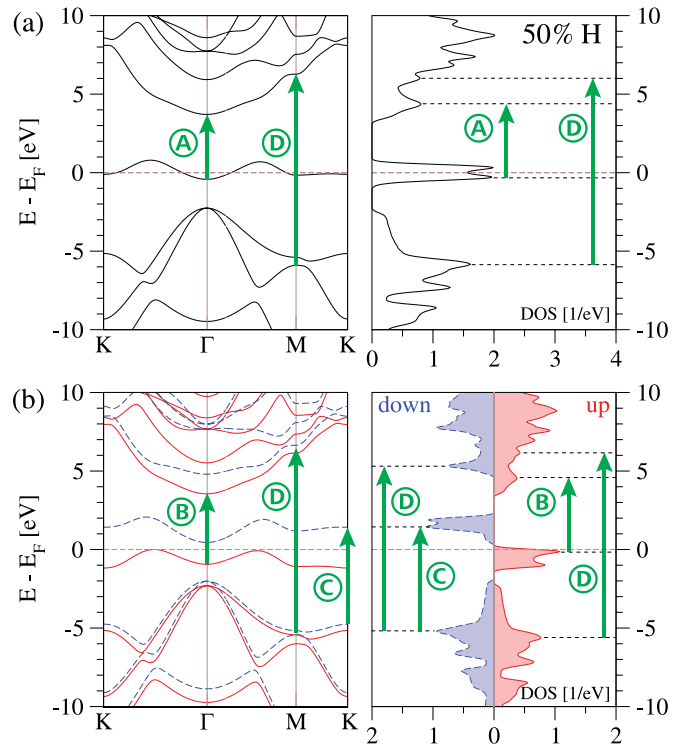 (a)
50% H
E - E_F [eV]
10
5
0
-5
-10
A
D
K Γ M K
A
D
10
5
0
-5
-10
DOS [1/eV]
0 1 2 3 4
(b)
down up
E - E_F [eV]
10
5
0
-5
-10
B
D
C
K Γ M K
D
C
B
D
10
5
0
-5
-10
DOS [1/eV]
2 1 0 1 2